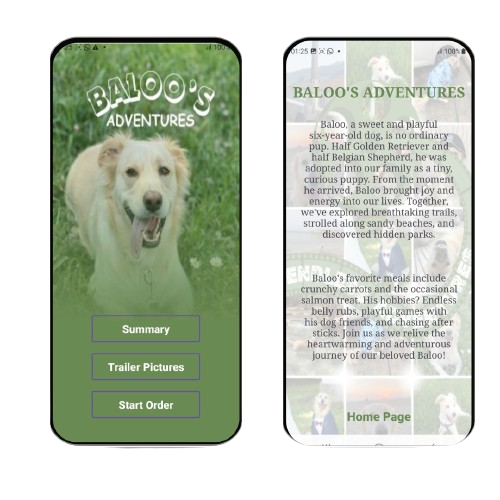 100%
BALOO'S
ADVENTURES
Summary
Trailer Pictures
Start Order
01:25
100%
BALOO'S ADVENTURES
Baloo, a sweet and playful
six-year-old dog, is no ordinary
pup. Half Golden Retriever and
half Belgian Shepherd, he was
adopted into our family as a tiny,
curious puppy. From the moment
he arrived, Baloo brought joy and
energy into our lives. Together,
we've explored breathtaking trails,
strolled along sandy beaches, and
discovered hidden parks.
Baloo's favorite meals include
crunchy carrots and the occasional
salmon treat. His hobbies? Endless
belly rubs, playful games with
his dog friends, and chasing after
sticks. Join us as we relive the
heartwarming and adventurous
journey of our beloved Baloo!
Home Page